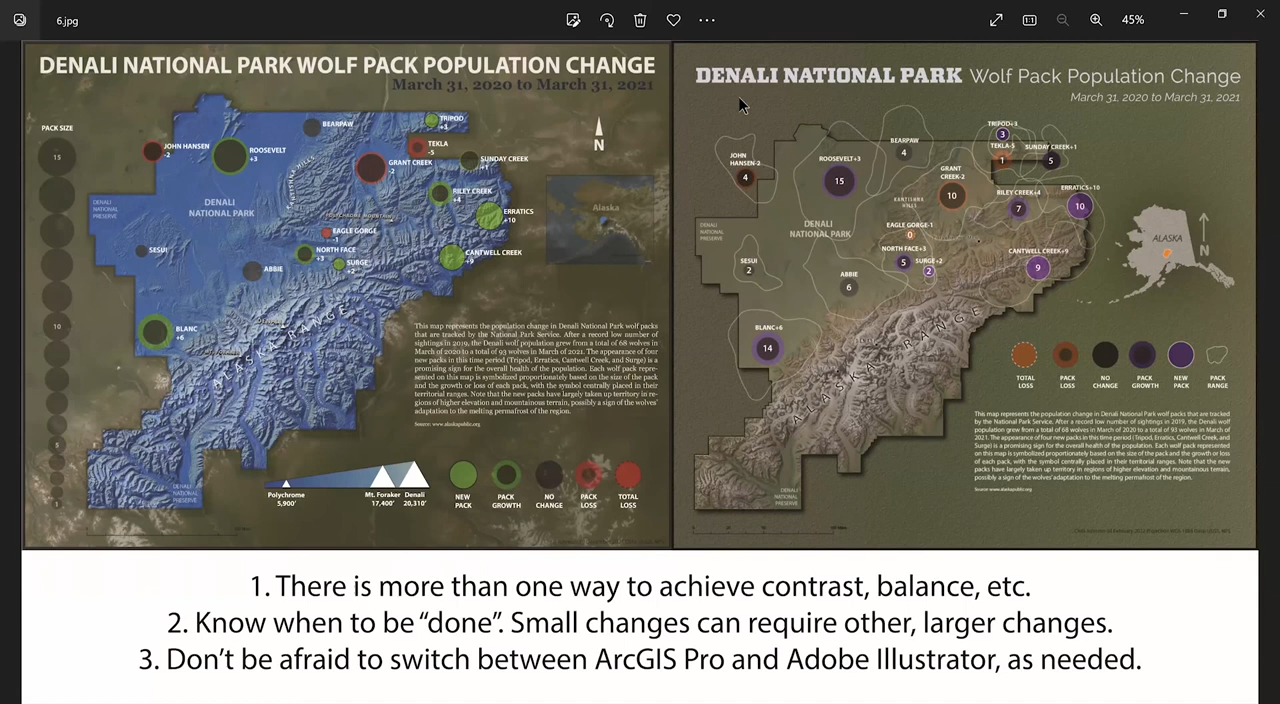 6.jpg
45%
DENALI NATIONAL PARK WOLF PACK POPULATION CHANGE
March 31, 2020 to March 31, 2021
PACK SIZE
15
10
5
1
N
JOHN HANSEN
-2
ROOSEVELT
+3
BEARPAW
TRIPOD
+3
TEKLA
-5
GRANT CREEK
-2
SUNDAY CREEK
+1
RILEY CREEK
+4
ERRATICS
+10
EAGLE GORGE
-1
NORTH FACE
+3
SURGE
+2
CANTWELL CREEK
+9
SESUI
ABBIE
BLANC
+6
DENALI
NATIONAL
PRESERVE
DENALI
NATIONAL PARK
ALASKA RANGE
Alaska
DENALI
NATIONAL
PRESERVE
This map represents the population change in Denali National Park wolf packs
that are tracked by the National Park Service. After a record low number of
sightings in 2019, the Denali wolf population grew from a total of 68 wolves in
March of 2020 to a total of 93 wolves in March of 2021. The appearance of four
new packs in this time period (Tripod, Erratics, Cantwell Creek, and Surge) is a
promising sign for the overall health of the population. Each wolf pack repre-
sented on this map is symbolized proportionately based on the size of the pack
and the growth or loss of each pack, with the symbol centrally placed in their
territorial ranges. Note that the new packs have largely taken up territory in re-
gions of higher elevation and mountainous terrain, possibly a sign of the wolves'
adaptation to the melting permafrost of the region.
Source: www.alaskapublic.org
Polychrome
5,900'
Mt. Foraker
17,400'
Denali
20,310'
NEW
PACK
PACK
GROWTH
NO
CHANGE
PACK
LOSS
TOTAL
LOSS
DENALI NATIONAL PARK Wolf Pack Population Change
March 31, 2020 to March 31, 2021
JOHN
HANSEN-2
4
ROOSEVELT+3
15
BEARPAW
4
TRIPOD+3
3
TEKLA-5
1
SUNDAY CREEK+1
5
GRANT
CREEK-2
10
KANTISHNA
HILLS
RILEY CREEK+4
7
ERRATICS+10
10
EAGLE GORGE-1
0
NORTH FACE+3
5
SURGE+2
2
CANTWELL CREEK+9
9
SESUI
2
ABBIE
6
BLANC+6
14
DENALI
NATIONAL
PRESERVE
DENALI
NATIONAL PARK
ALASKA RANGE
ALASKA
N
DENALI
NATIONAL
PRESERVE
TOTAL
LOSS
PACK
LOSS
NO
CHANGE
PACK
GROWTH
NEW
PACK
PACK
RANGE
This map represents the population change in Denali National Park wolf packs that are tracked
by the National Park Service. After a record low number of sightings in 2019, the Denali wolf
population grew from a total of 68 wolves in March of 2020 to a total of 93 wolves in March of
2021. The appearance of four new packs in this time period (Tripod, Erratics, Cantwell Creek, and
Surge) is a promising sign for the overall health of the population. Each wolf pack represented
on this map is symbolized proportionately based on the size of the pack and the growth or loss
of each pack, with the symbol centrally placed in their territorial ranges. Note that the new
packs have largely taken up territory in regions of higher elevation and mountainous terrain,
possibly a sign of the wolves' adaptation to the melting permafrost of the region.
Source: www.alaskapublic.org
1. There is more than one way to achieve contrast, balance, etc.
2. Know when to be “done”. Small changes can require other, larger changes.
3. Don’t be afraid to switch between ArcGIS Pro and Adobe Illustrator, as needed.